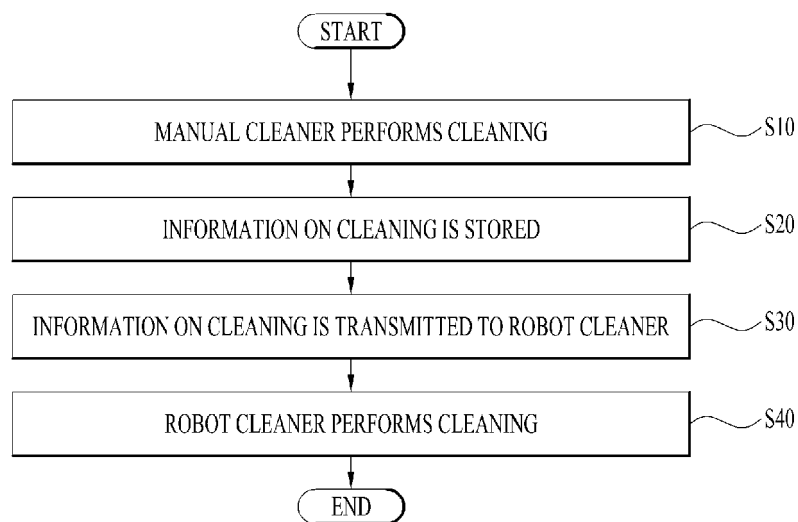 START
MANUAL CLEANER PERFORMS CLEANING
S10
INFORMATION ON CLEANING IS STORED
S20
INFORMATION ON CLEANING IS TRANSMITTED TO ROBOT CLEANER
S30
ROBOT CLEANER PERFORMS CLEANING
S40
END